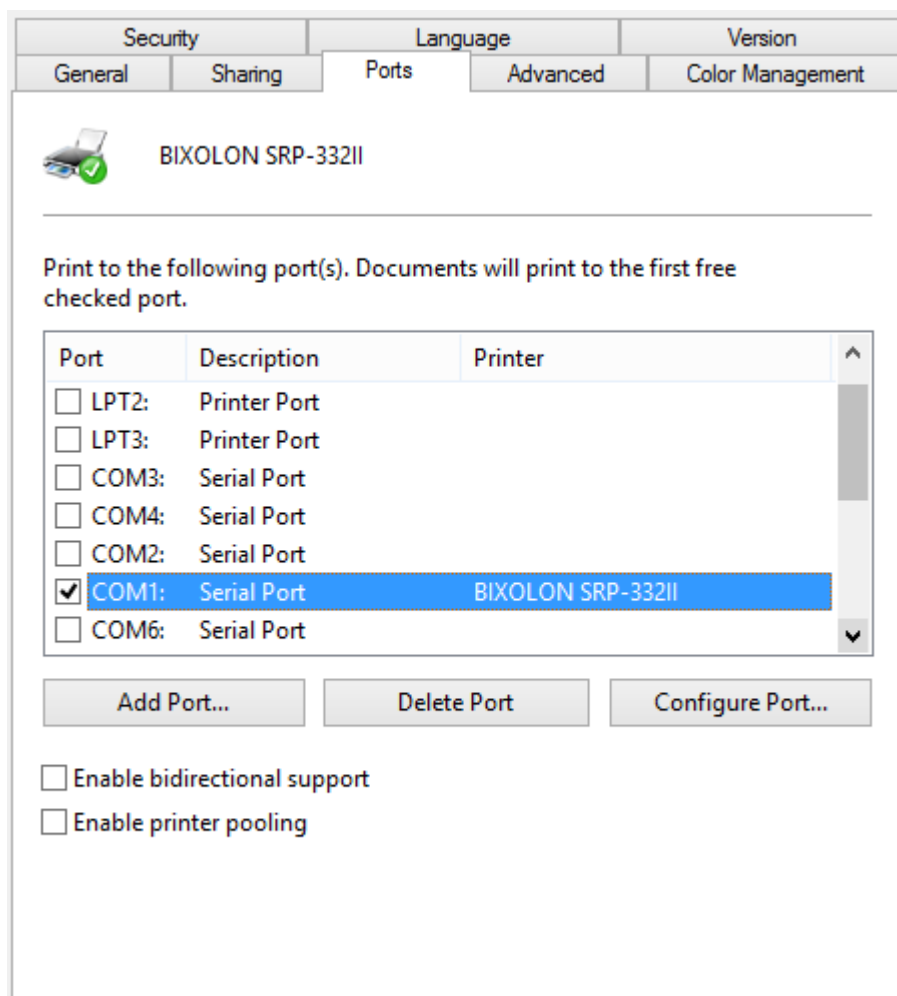 Security Language Version
General Sharing Ports Advanced Color Management
BIXOLON SRP-332II
Print to the following port(s). Documents will print to the first free
checked port.
Port Description Printer
LPT2: Printer Port
LPT3: Printer Port
COM3: Serial Port
COM4: Serial Port
COM2: Serial Port
COM1: Serial Port BIXOLON SRP-332II
COM6: Serial Port
Add Port... Delete Port Configure Port...
Enable bidirectional support
Enable printer pooling